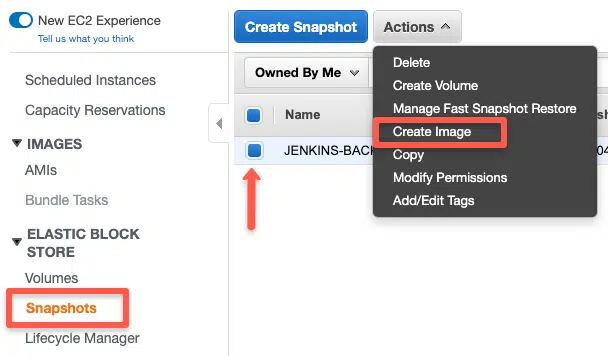 New EC2 Experience
Tell us what you think
Scheduled Instances
Capacity Reservations
IMAGES
AMIs
Bundle Tasks
ELASTIC BLOCK
STORE
Volumes
Snapshots
Lifecycle Manager
Create Snapshot
Actions
Owned By Me
Name
JENKINS-BAC
Delete
Create Volume
Manage Fast Snapshot Restore
Create Image
Copy
Modify Permissions
Add/Edit Tags